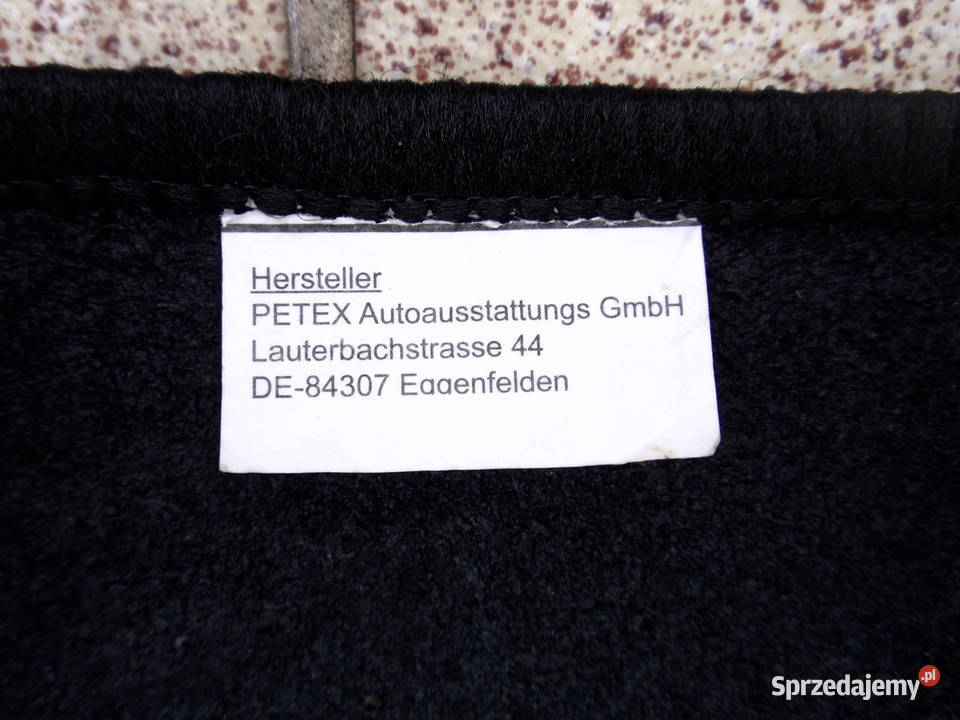 Hersteller
PETEX Autoausstattungs GmbH
Lauterbachstrasse 44
DE-84307 Eggenfelden
Sprzedajemy.pl